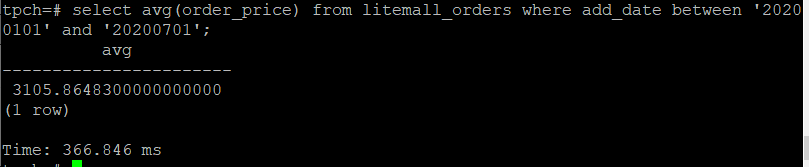 tpch=# select avg(order_price) from litemall_orders where add_date between '2020
0101' and '20200701';
avg
-----------------------
3105.8648300000000000
(1 row)
Time: 366.846 ms
tpch=#